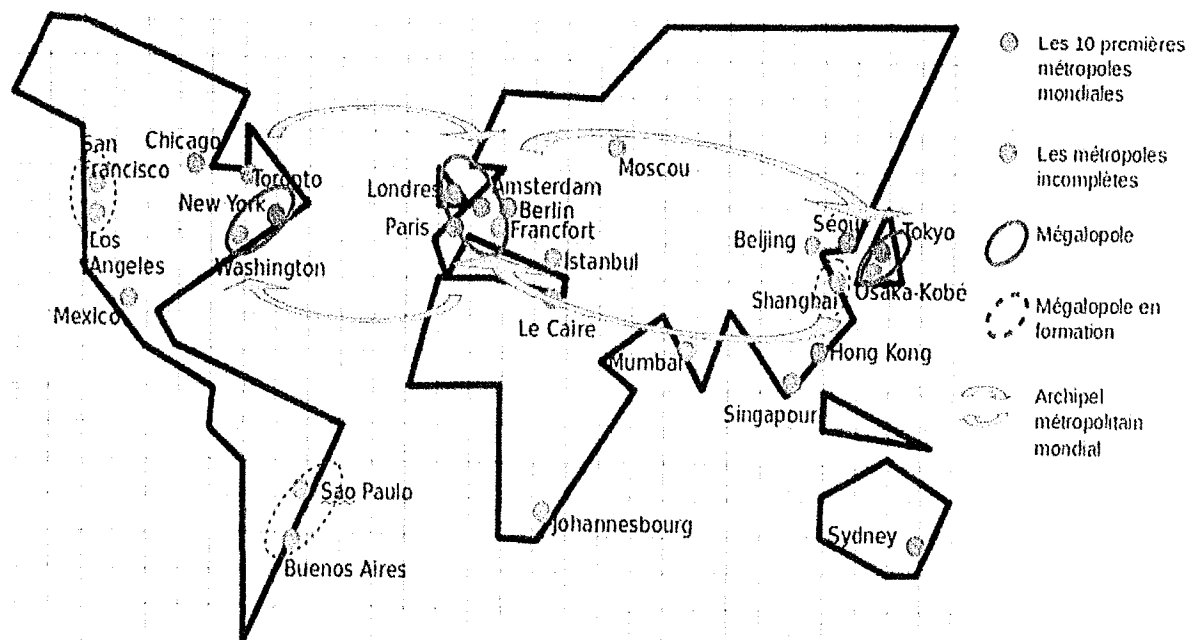 Les 10 premières
métropoles
mondiales
Les métropoles
incomplètes
Mégalopole
Mégalopole en
formation
Archipel
métropolitain
mondial
San
Francisco
Chicago
Toronto
New York
Los
Angeles
Washington
Mexico
Sao Paulo
Buenos Aires
Londres
Amsterdam
Berlin
Paris
Francfort
Moscou
Istanbul
Le Caire
Johannesbourg
Mumbai
Beljing
Séoul
Tokyo
Osaka-Kobé
Shanghai
Hong Kong
Singapour
Sydney